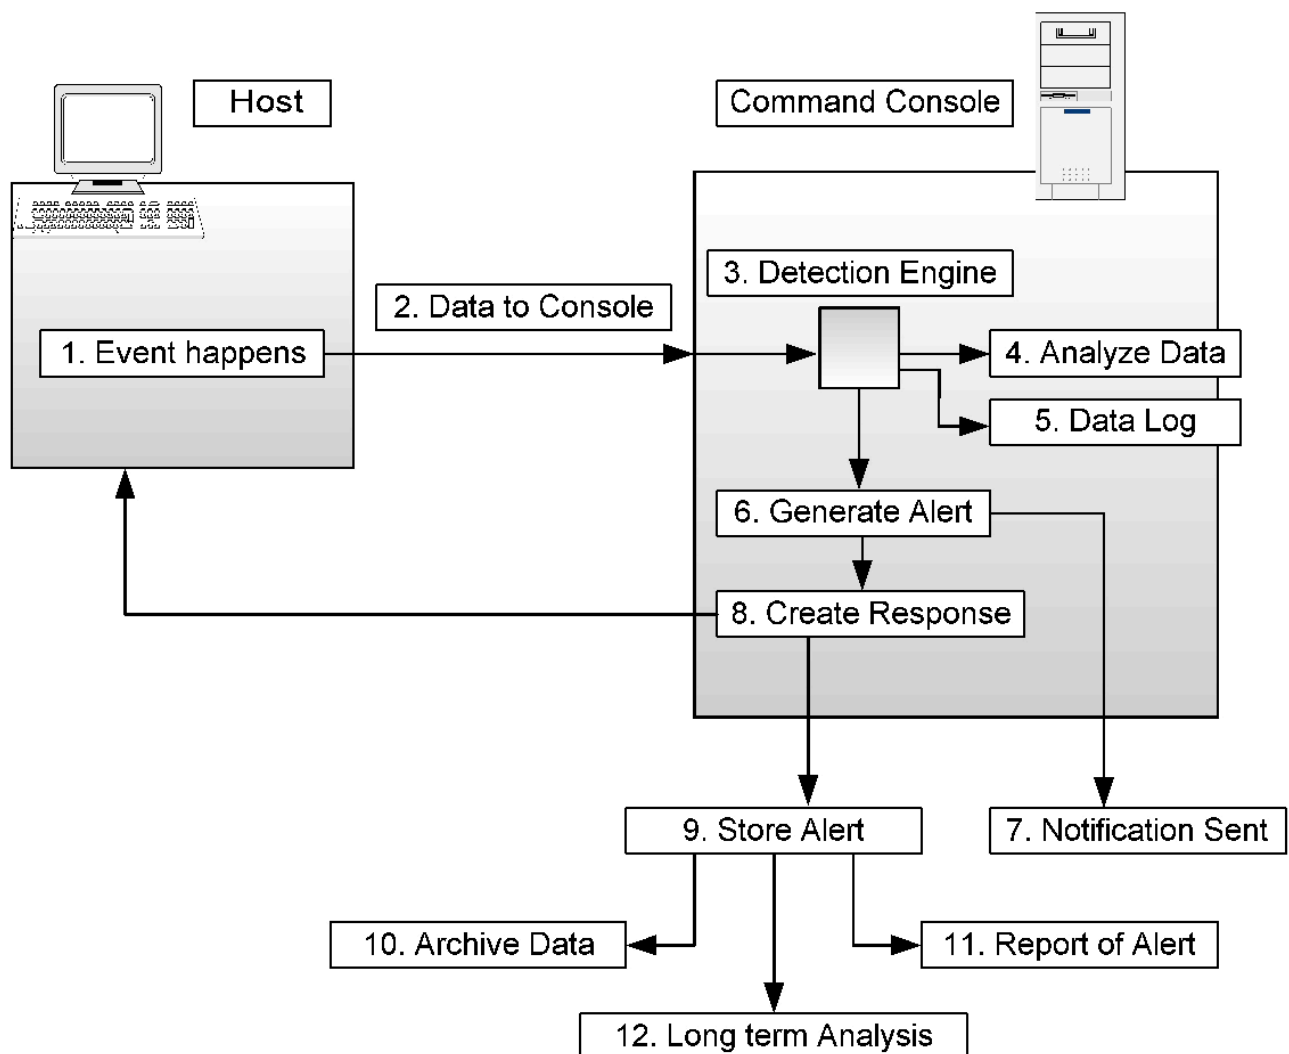 Host
Command Console
3. Detection Engine
2. Data to Console
1. Event happens
4. Analyze Data
5. Data Log
6. Generate Alert
8. Create Response
9. Store Alert
7. Notification Sent
10. Archive Data
11. Report of Alert
12. Long term Analysis